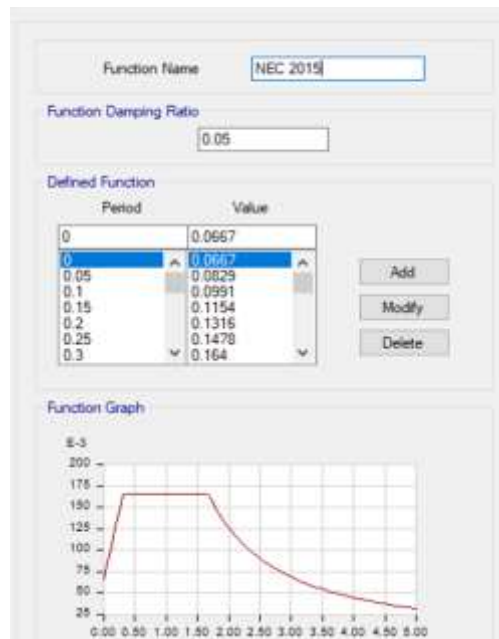 Function Name NEC 2015
Function Damping Ratio
0.05
Defined Function
Period Value
0 0.0667
0 0.0667
0.05 0.0829
0.1 0.0991
0.15 0.1154
0.2 0.1316
0.25 0.1478
0.3 0.164
Add
Modify
Delete
Function Graph
E-3
200
175
150
125
100
75
50
25
0.00 0.50 1.00 1.50 2.00 2.50 3.00 3.50 4.00 4.50 5.00